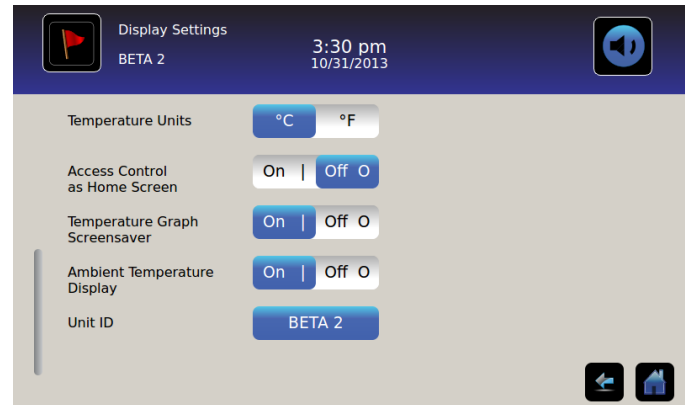 Display Settings
BETA 2
3:30 pm
10/31/2013
Temperature Units
°C °F
Access Control
as Home Screen
On | Off O
Temperature Graph
Screensaver
On | Off O
Ambient Temperature
Display
On | Off O
Unit ID
BETA 2